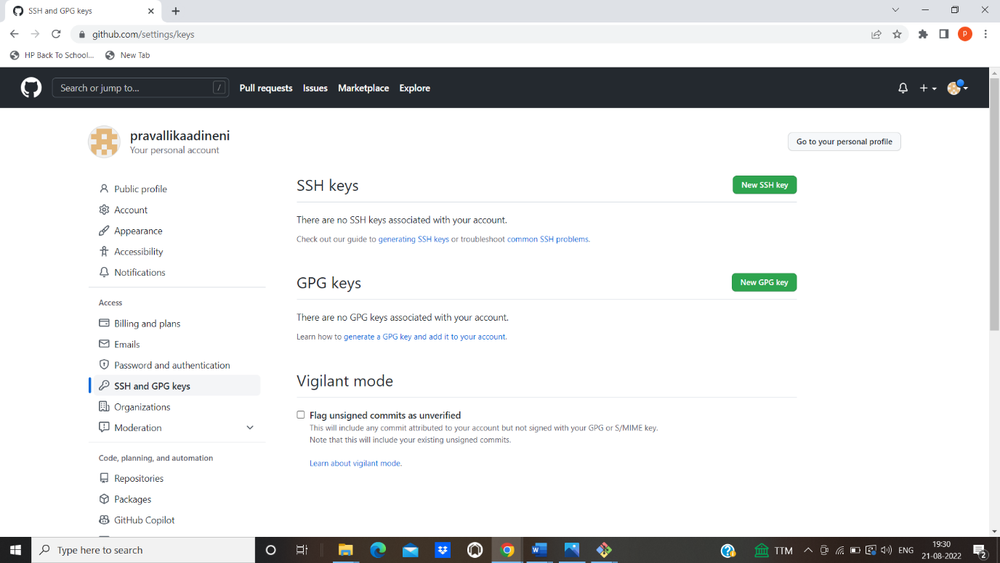 SSH and GPG keys
github.com/settings/keys
P
HP Back To School...
New Tab
Search or jump to...
/
Pull requests
Issues
Marketplace
Explore
pravallikaadineni
Your personal account
Go to your personal profile
Public profile
Account
Appearance
Accessibility
Notifications
Access
Billing and plans
Emails
Password and authentication
SSH and GPG keys
Organizations
Moderation
Code, planning, and automation
Repositories
Packages
GitHub Copilot
SSH keys
New SSH key
There are no SSH keys associated with your account.
Check out our guide to generating SSH keys or troubleshoot common SSH problems.
GPG keys
New GPG key
There are no GPG keys associated with your account.
Learn how to generate a GPG key and add it to your account.
Vigilant mode
Flag unsigned commits as unverified
This will include any commit attributed to your account but not signed with your GPG or S/MIME key.
Note that this will include your existing unsigned commits.
Learn about vigilant mode.
Type here to search
TTM
ENG
19:30
21-08-2022
2